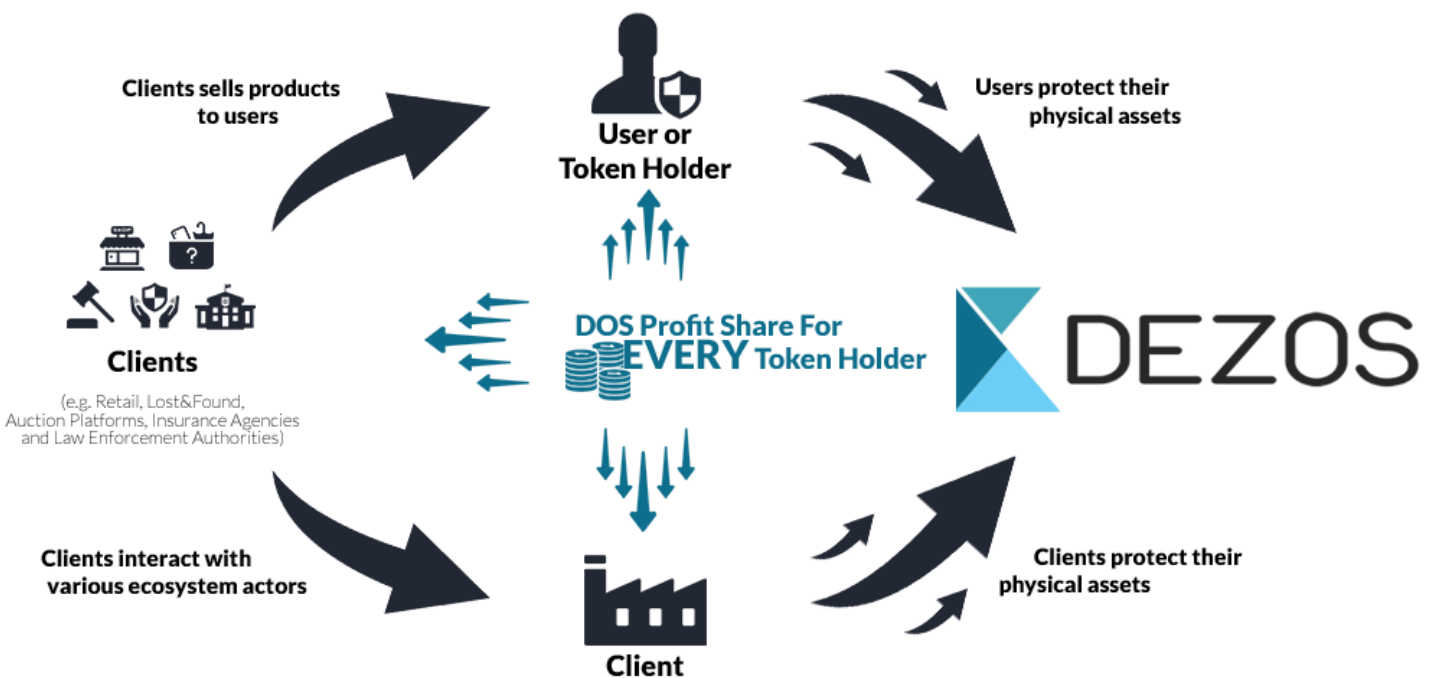 Clients sells products
to users
User or
Token Holder
Users protect their
physical assets
SHOP
?
Clients
(e.g. Retail, Lost&Found,
Auction Platforms, Insurance Agencies
and Law Enforcement Authorities)
DOS Profit Share For
EVERY Token Holder
DEZOS
Clients interact with
various ecosystem actors
Client
Clients protect their
physical assets